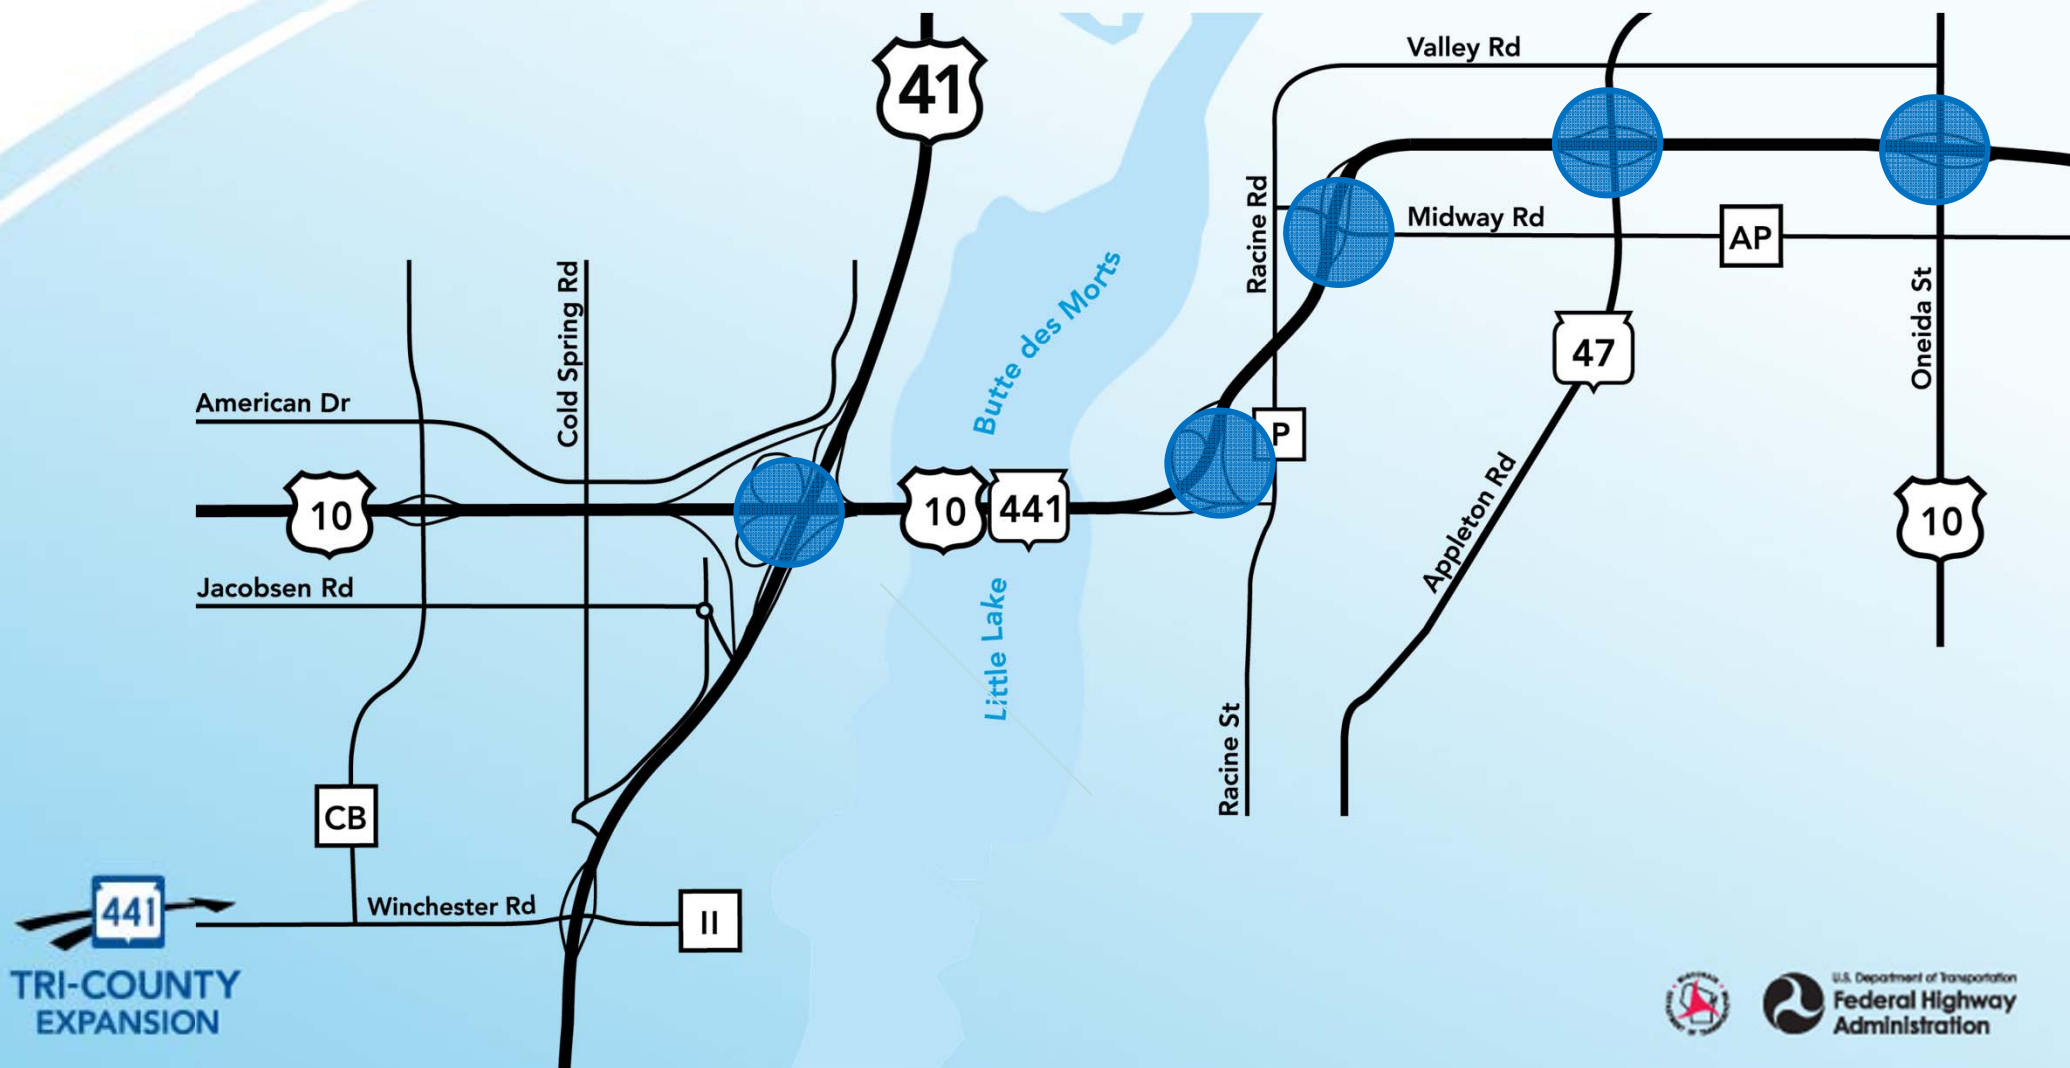 41
Valley Rd
Racine Rd
Midway Rd
AP
Cold Spring Rd
Butte des Morts
Oneida St
47
American Dr
P
10
10
441
Appleton Rd
10
Jacobsen Rd
Little Lake
Racine St
CB
441
Winchester Rd
II
TRI-COUNTY
EXPANSION
U.S. Department of Transportation
Federal Highway
Administration